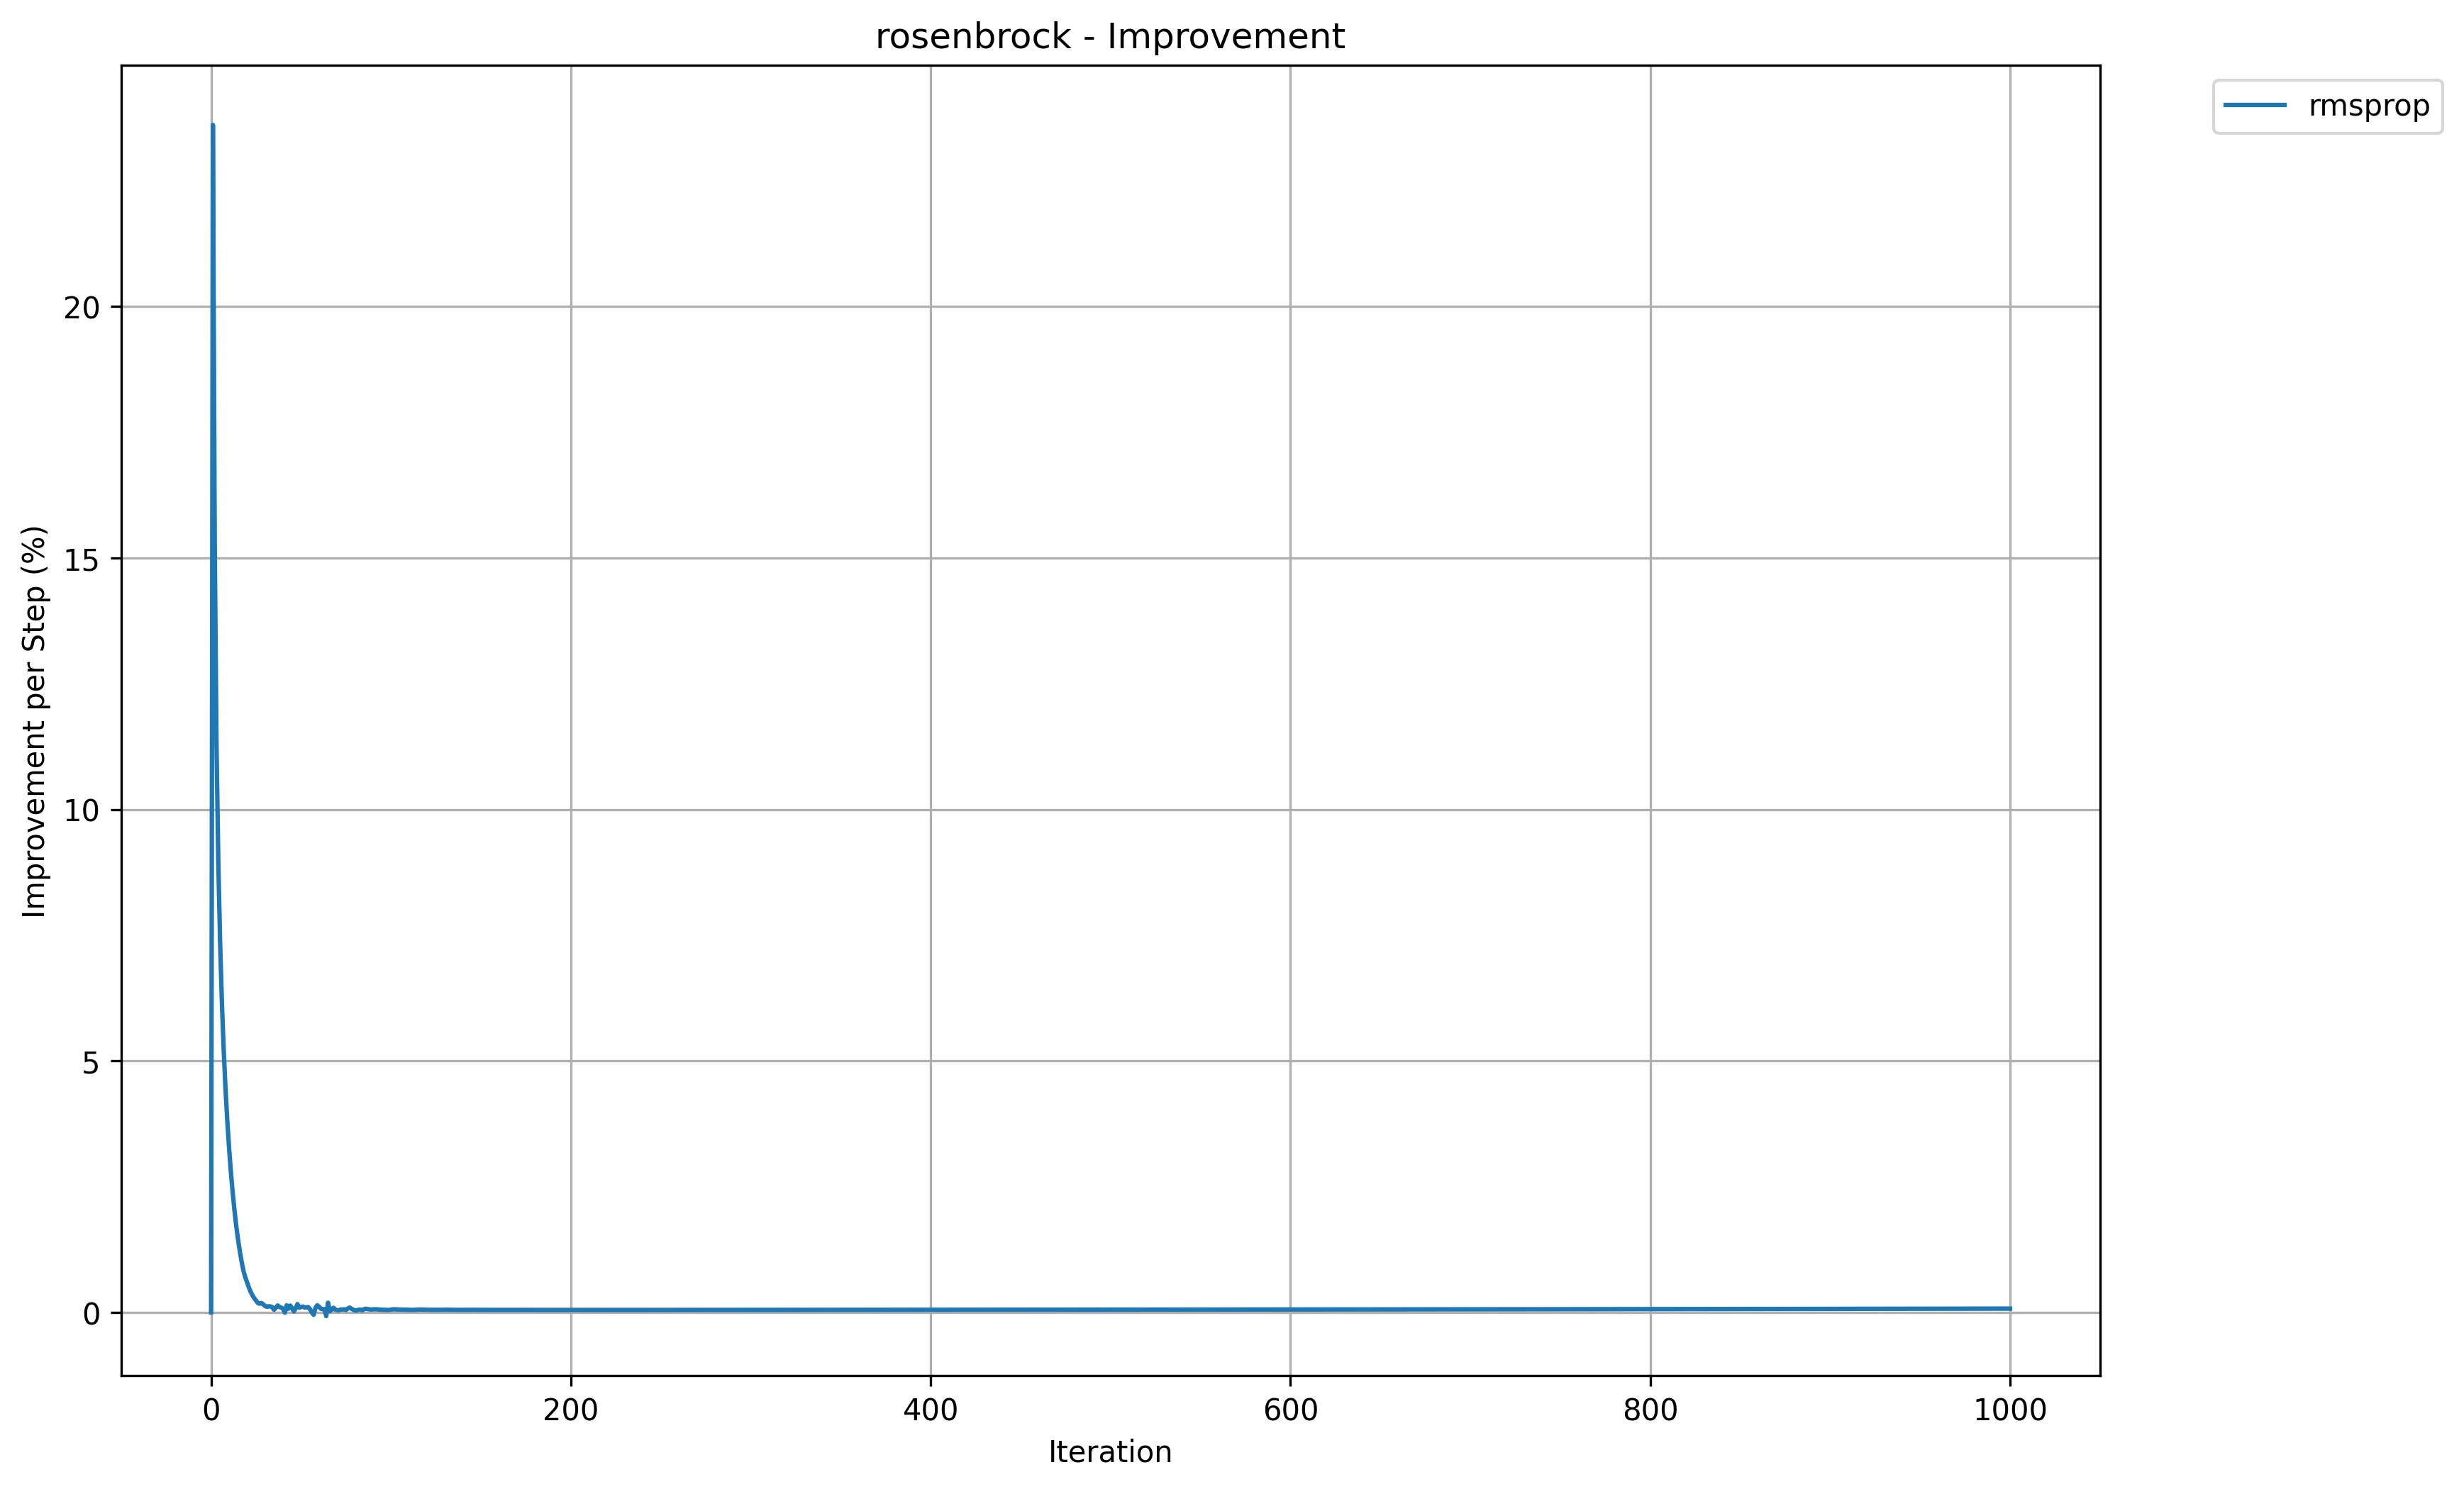 rosenbrock - Improvement
rmsprop
Improvement per Step (%)
20
15
10
5
0
0 200 400 600 800 1000
Iteration